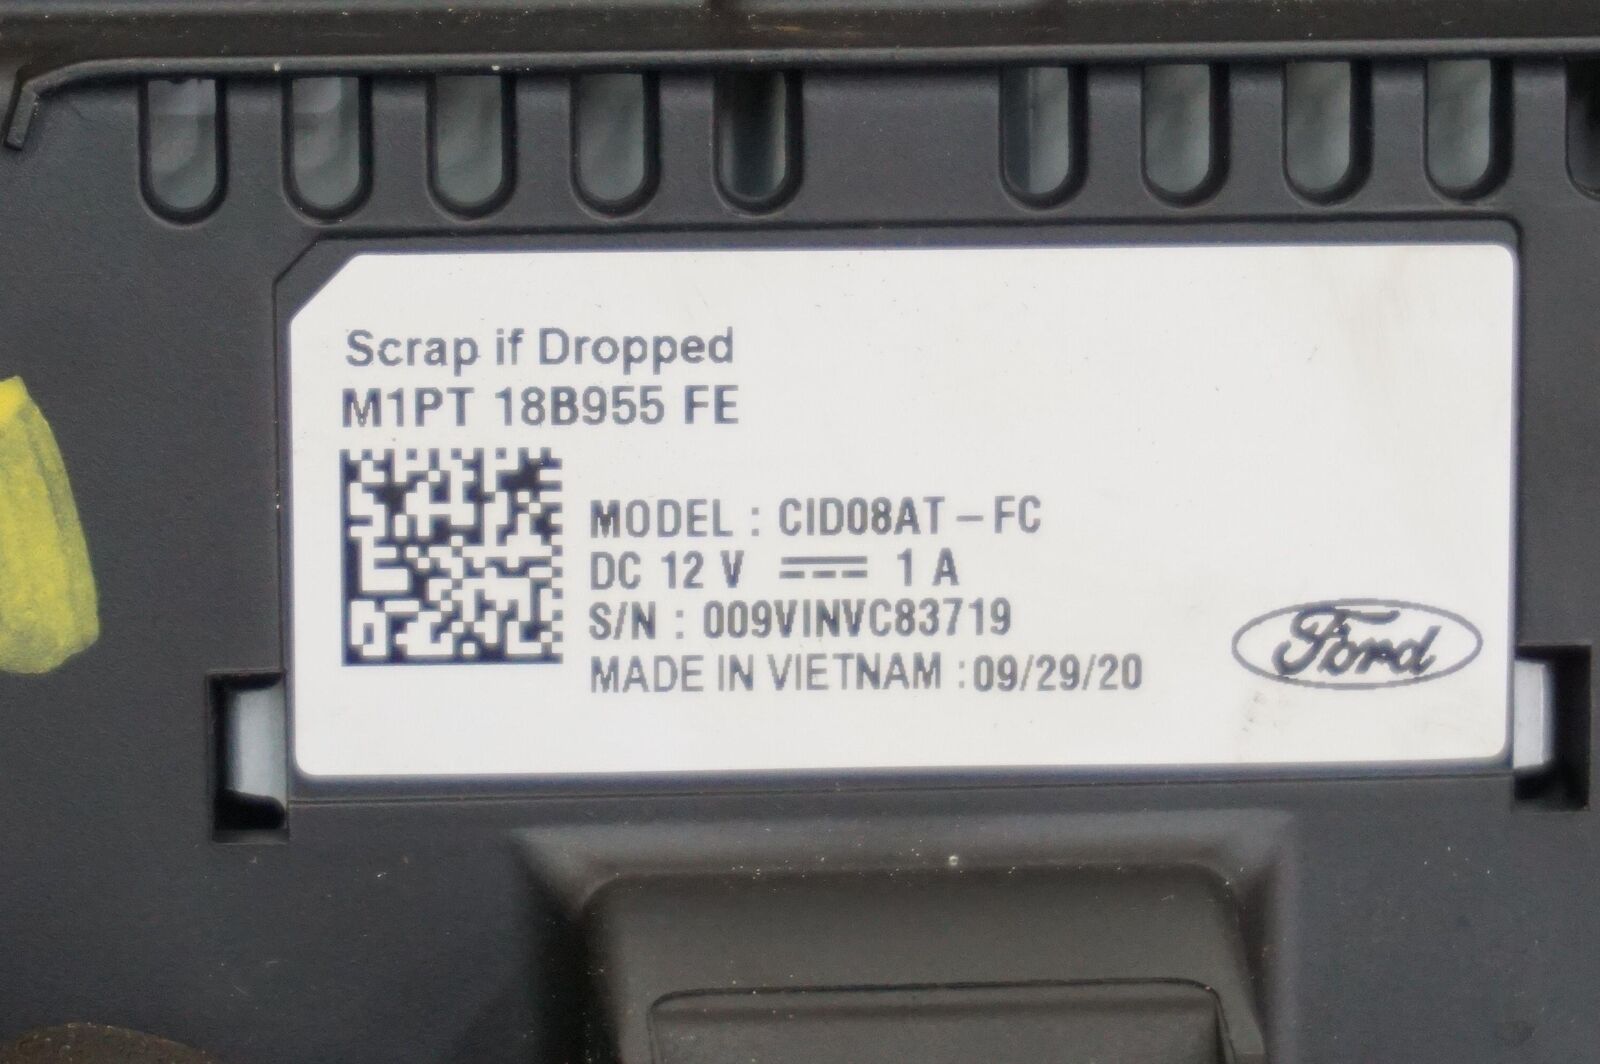 Scrap if Dropped
M1PT 18B955 FE
MODEL : CID08AT-FC
DC 12 V ⎓ 1 A
S/N : 009VINVC83719
MADE IN VIETNAM :09/29/20
Ford